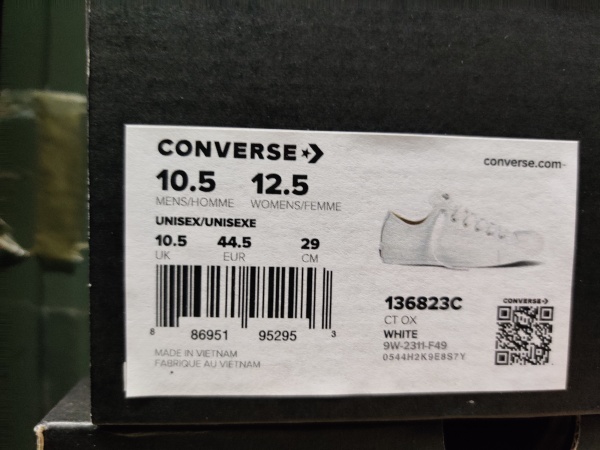 CONVERSE
converse.com
10.5 12.5
MENS/HOMME WOMENS/FEMME
UNISEX/UNISEXE
10.5 44.5 29
UK EUR CM
8 86951 95295 3
MADE IN VIETNAM
FABRIQUE AU VIETNAM
136823C
CT OX
WHITE
9W-2311-F49
0544H2K9E8S7Y
CONVERSE